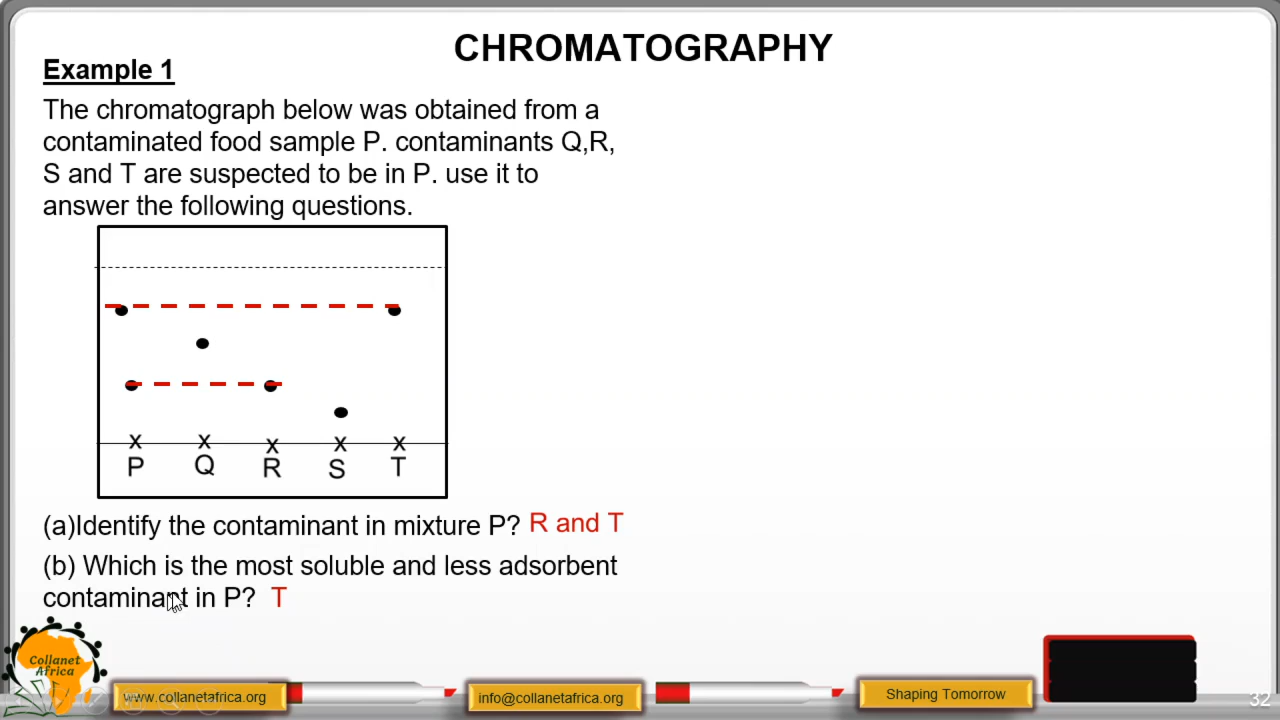 CHROMATOGRAPHY
Example 1
The chromatograph below was obtained from a
contaminated food sample P. contaminants Q,R,
S and T are suspected to be in P. use it to
answer the following questions.
x x x x x
P Q R S T
(a)Identify the contaminant in mixture P? R and T
(b) Which is the most soluble and less adsorbent
contaminant in P? T
Collanet
Africa
www.collanetafrica.org
info@collanetafrica.org
Shaping Tomorrow
32